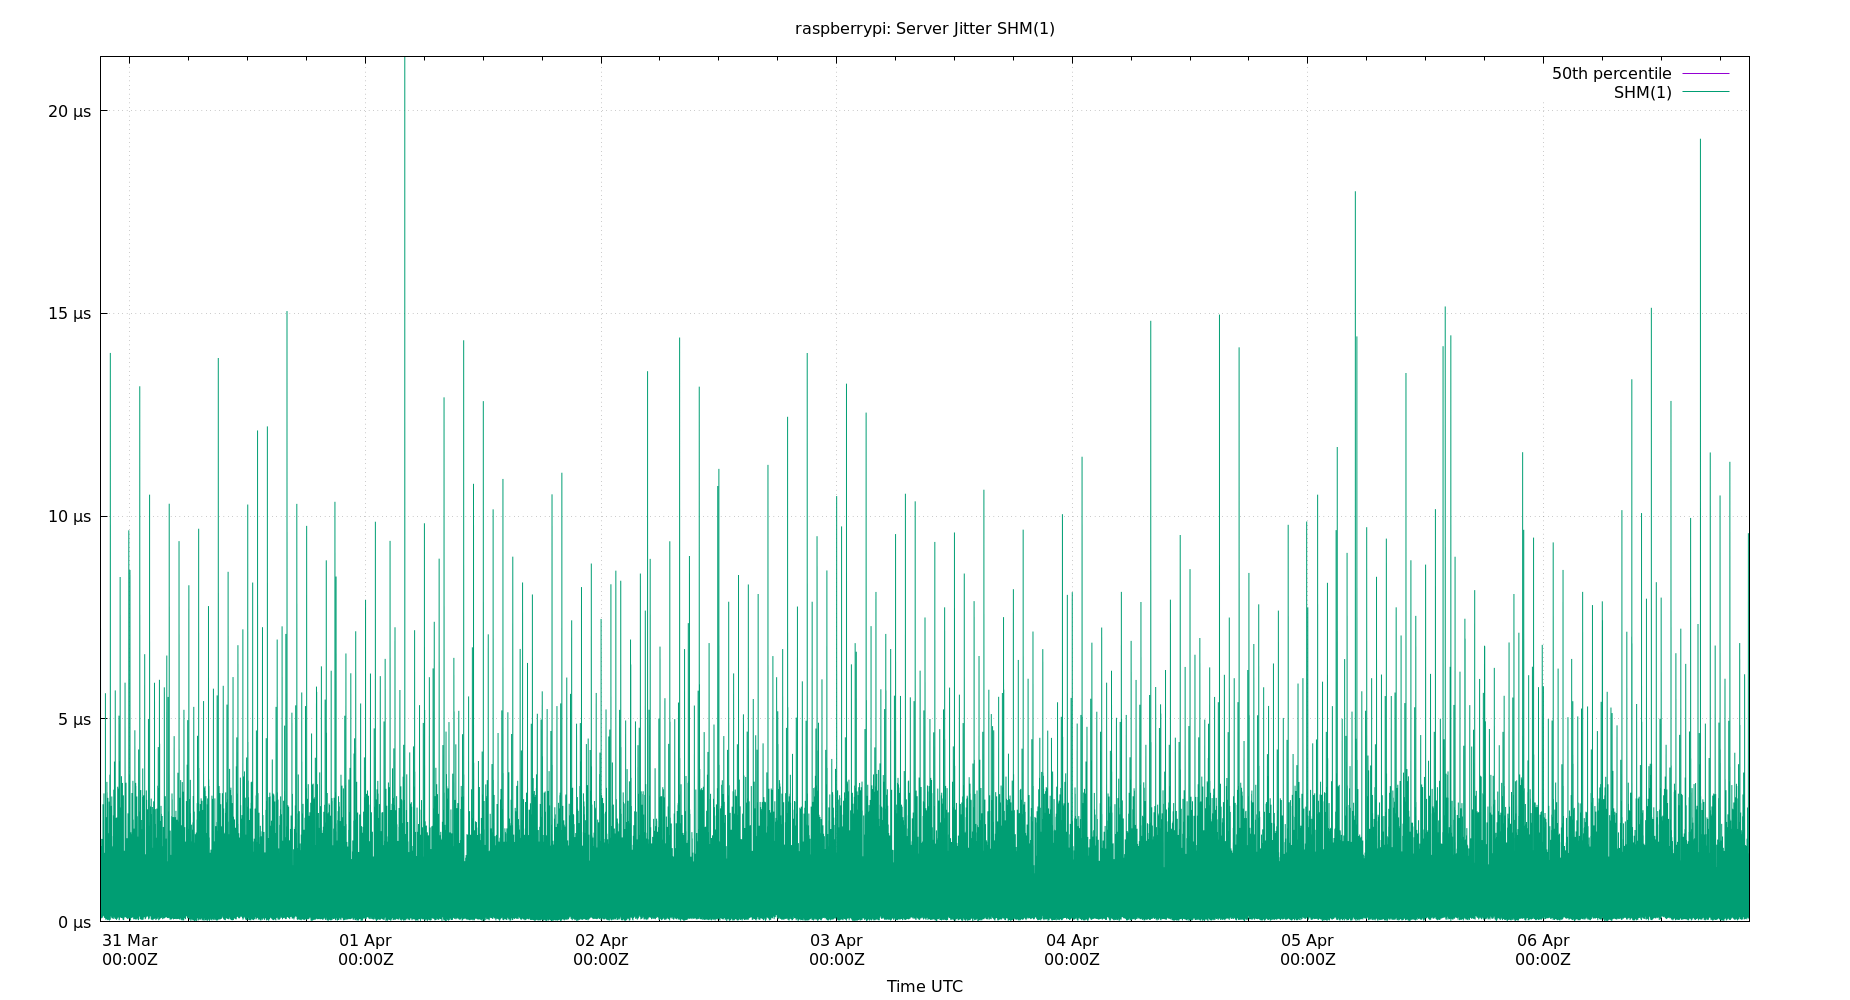 raspberrypi: Server Jitter SHM(1)
50th percentile
SHM(1)
20 µs
15 µs
10 µs
5 µs
0 µs
31 Mar 01 Apr 02 Apr 03 Apr 04 Apr 05 Apr 06 Apr
00:00Z 00:00Z 00:00Z 00:00Z 00:00Z 00:00Z 00:00Z
Time UTC